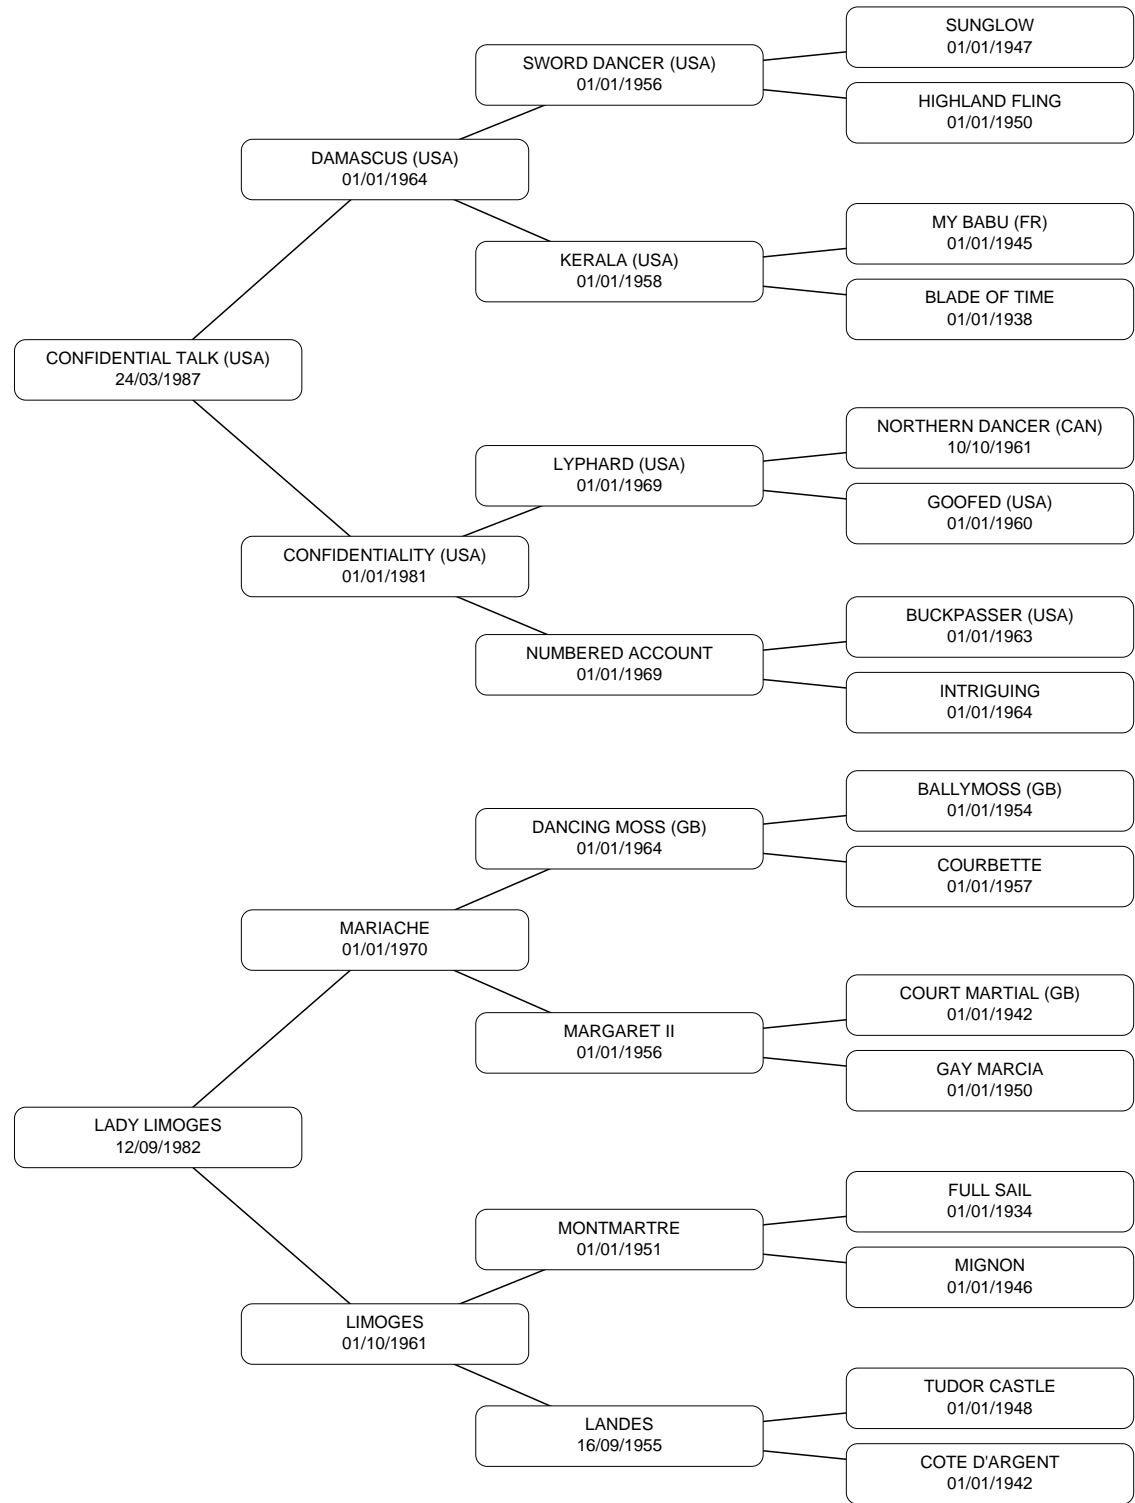 SUNGLOW
01/01/1947
SWORD DANCER (USA)
01/01/1956
HIGHLAND FLING
01/01/1950
DAMASCUS (USA)
01/01/1964
MY BABU (FR)
01/01/1945
KERALA (USA)
01/01/1958
BLADE OF TIME
01/01/1938
CONFIDENTIAL TALK (USA)
24/03/1987
NORTHERN DANCER (CAN)
10/10/1961
LYPHARD (USA)
01/01/1969
GOOFED (USA)
01/01/1960
CONFIDENTIALITY (USA)
01/01/1981
BUCKPASSER (USA)
01/01/1963
NUMBERED ACCOUNT
01/01/1969
INTRIGUING
01/01/1964
BALLYMOSS (GB)
01/01/1954
DANCING MOSS (GB)
01/01/1964
COURBETTE
01/01/1957
MARIACHE
01/01/1970
COURT MARTIAL (GB)
01/01/1942
MARGARET II
01/01/1956
GAY MARCIA
01/01/1950
LADY LIMOGES
12/09/1982
FULL SAIL
01/01/1934
MONTMARTRE
01/01/1951
MIGNON
01/01/1946
LIMOGES
01/10/1961
TUDOR CASTLE
01/01/1948
LANDES
16/09/1955
COTE D'ARGENT
01/01/1942